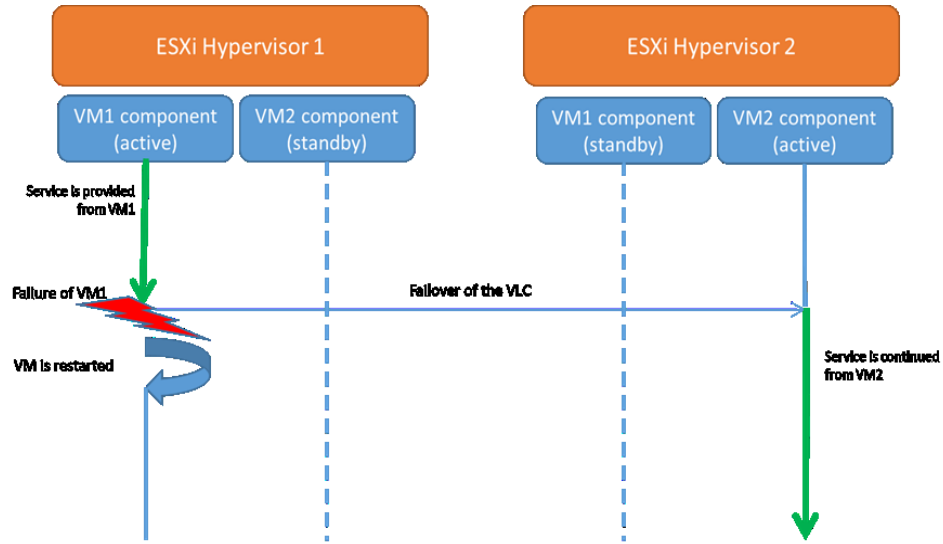 ESXi Hypervisor 1
ESXi Hypervisor 2
VM1 component
(active)
VM2 component
(standby)
VM1 component
(standby)
VM2 component
(active)
Service is provided
from VM1
Failure of VM1
Failover of the VLC
VM is restarted
Service is continued
from VM2